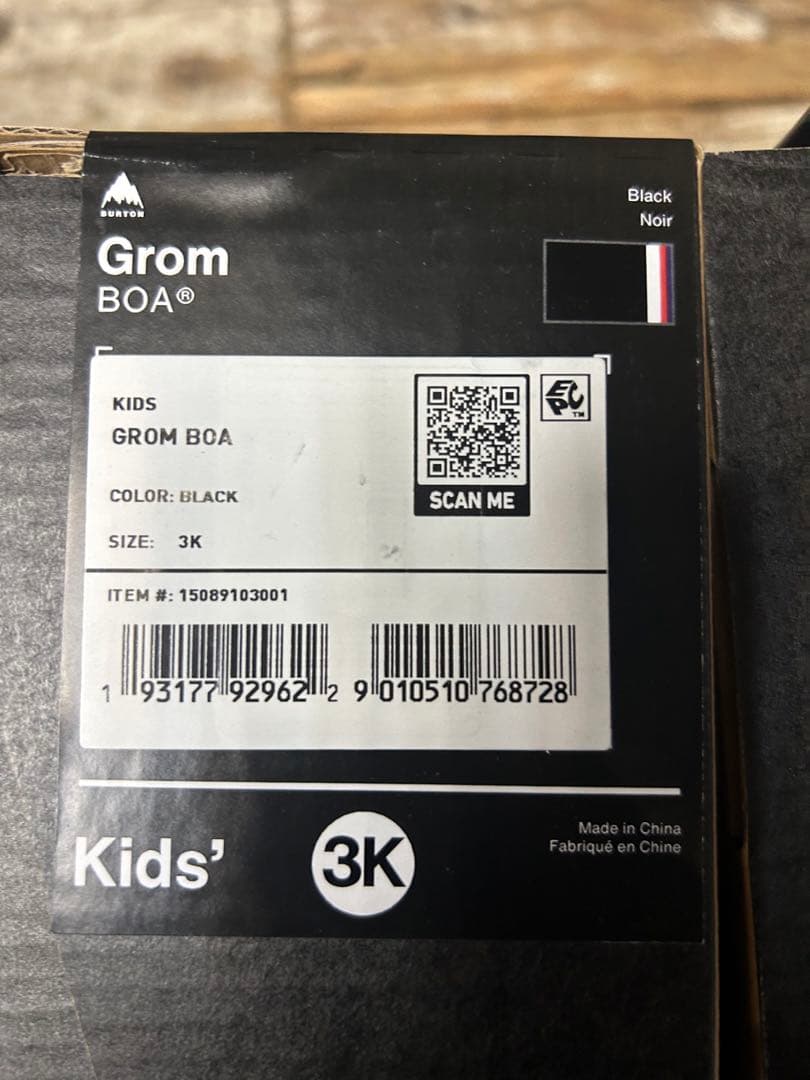 BURTON
Grom
BOA®
Black
Noir
KIDS
GROM BOA
COLOR: BLACK
SIZE: 3K
EPC™
SCAN ME
ITEM #: 15089103001
1 93177 92962 2
9 010510 768728
Kids’
3K
Made in China
Fabriqué en Chine